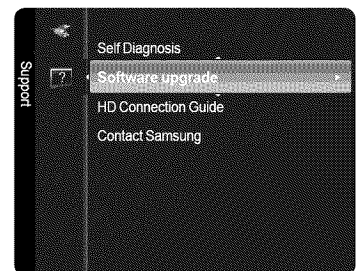 Support
?
Self Diagnosis
Software upgrade
HD Connection Guide
Contact Samsung